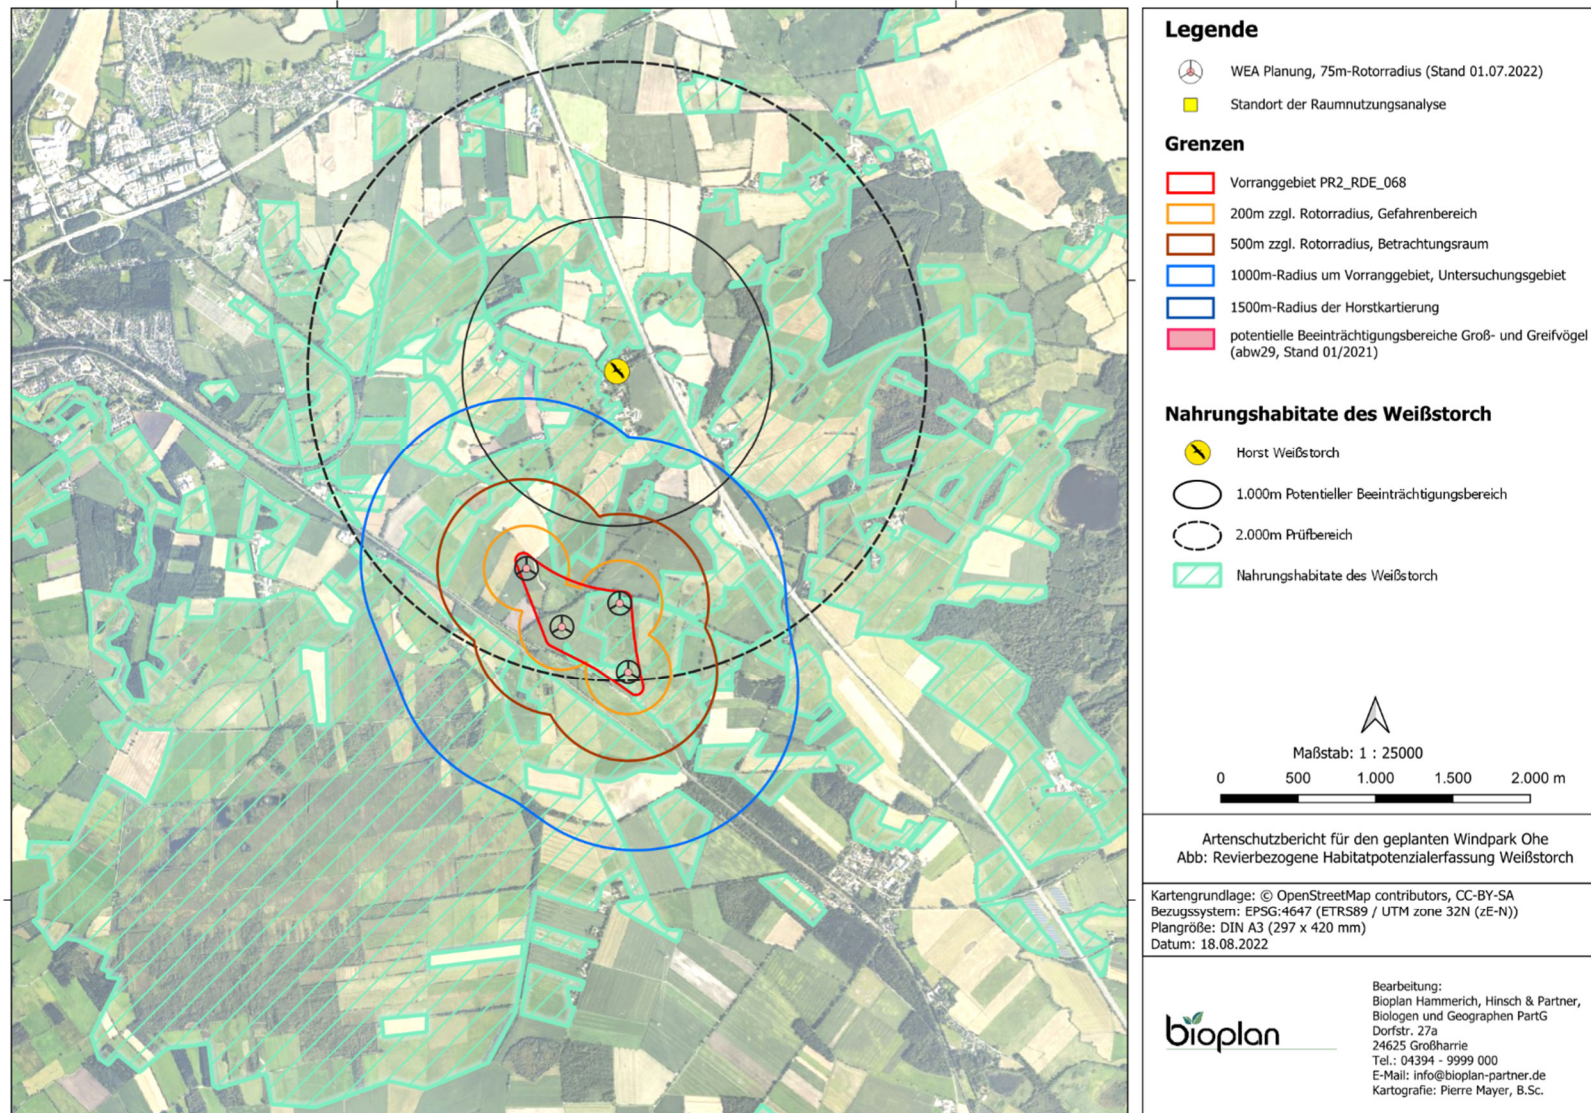 Legende
WEA Planung, 75m-Rotorradius (Stand 01.07.2022)
Standort der Raumnutzungsanalyse
Grenzen
Vorranggebiet PR2_RDE_068
200m zzgl. Rotorradius, Gefahrenbereich
500m zzgl. Rotorradius, Betrachtungsraum
1000m-Radius um Vorranggebiet, Untersuchungsgebiet
1500m-Radius der Horstkartierung
potentielle Beeinträchtigungsbereiche Groß- und Greifvögel
(abw29, Stand 01/2021)
Nahrungshabitate des Weißstorch
Horst Weißstorch
1.000m Potentieller Beeinträchtigungsbereich
2.000m Prüfbereich
Nahrungshabitate des Weißstorch
Maßstab: 1 : 25000
0 500 1.000 1.500 2.000 m
Artenschutzbericht für den geplanten Windpark Ohe
Abb: Revierbezogene Habitatpotenzialerfassung Weißstorch
Kartengrundlage: © OpenStreetMap contributors, CC-BY-SA
Bezugssystem: EPSG:4647 (ETRS89 / UTM zone 32N (zE-N))
Plangröße: DIN A3 (297 x 420 mm)
Datum: 18.08.2022
bioplan
Bearbeitung:
Bioplan Hammerich, Hinsch & Partner,
Biologen und Geographen PartG
Dorfstr. 27a
24625 Großharrie
Tel.: 04394 - 9999 000
E-Mail: info@bioplan-partner.de
Kartografie: Pierre Mayer, B.Sc.